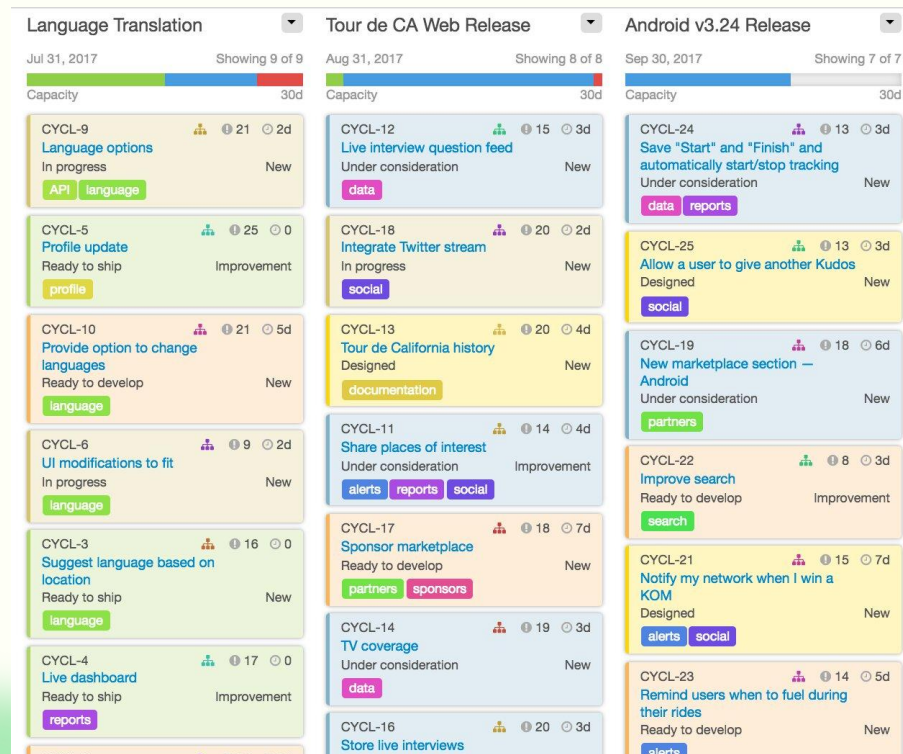 Language Translation
Jul 31, 2017 Showing 9 of 9
Capacity 30d
CYCL-9 21 2d
Language options
In progress New
API language
CYCL-5 25 0
Profile update
Ready to ship Improvement
profile
CYCL-10 21 5d
Provide option to change
languages
Ready to develop New
language
CYCL-6 9 2d
UI modifications to fit
In progress New
language
CYCL-3 16 0
Suggest language based on
location
Ready to ship New
language
CYCL-4 17 0
Live dashboard
Ready to ship Improvement
reports
Tour de CA Web Release
Aug 31, 2017 Showing 8 of 8
Capacity 30d
CYCL-12 15 3d
Live interview question feed
Under consideration New
data
CYCL-18 20 2d
Integrate Twitter stream
In progress New
social
CYCL-13 20 4d
Tour de California history
Designed New
documentation
CYCL-11 14 4d
Share places of interest
Under consideration Improvement
alerts reports social
CYCL-17 18 7d
Sponsor marketplace
Ready to develop New
partners sponsors
CYCL-14 19 3d
TV coverage
Under consideration New
data
CYCL-16 20 3d
Store live interviews
Android v3.24 Release
Sep 30, 2017 Showing 7 of 7
Capacity 30d
CYCL-24 13 3d
Save "Start" and "Finish" and
automatically start/stop tracking
Under consideration New
data reports
CYCL-25 13 3d
Allow a user to give another Kudos
Designed New
social
CYCL-19 18 6d
New marketplace section —
Android
Under consideration New
partners
CYCL-22 8 3d
Improve search
Ready to develop Improvement
search
CYCL-21 15 7d
Notify my network when I win a
KOM
Designed New
alerts social
CYCL-23 14 5d
Remind users when to fuel during
their rides
Ready to develop New
alerts